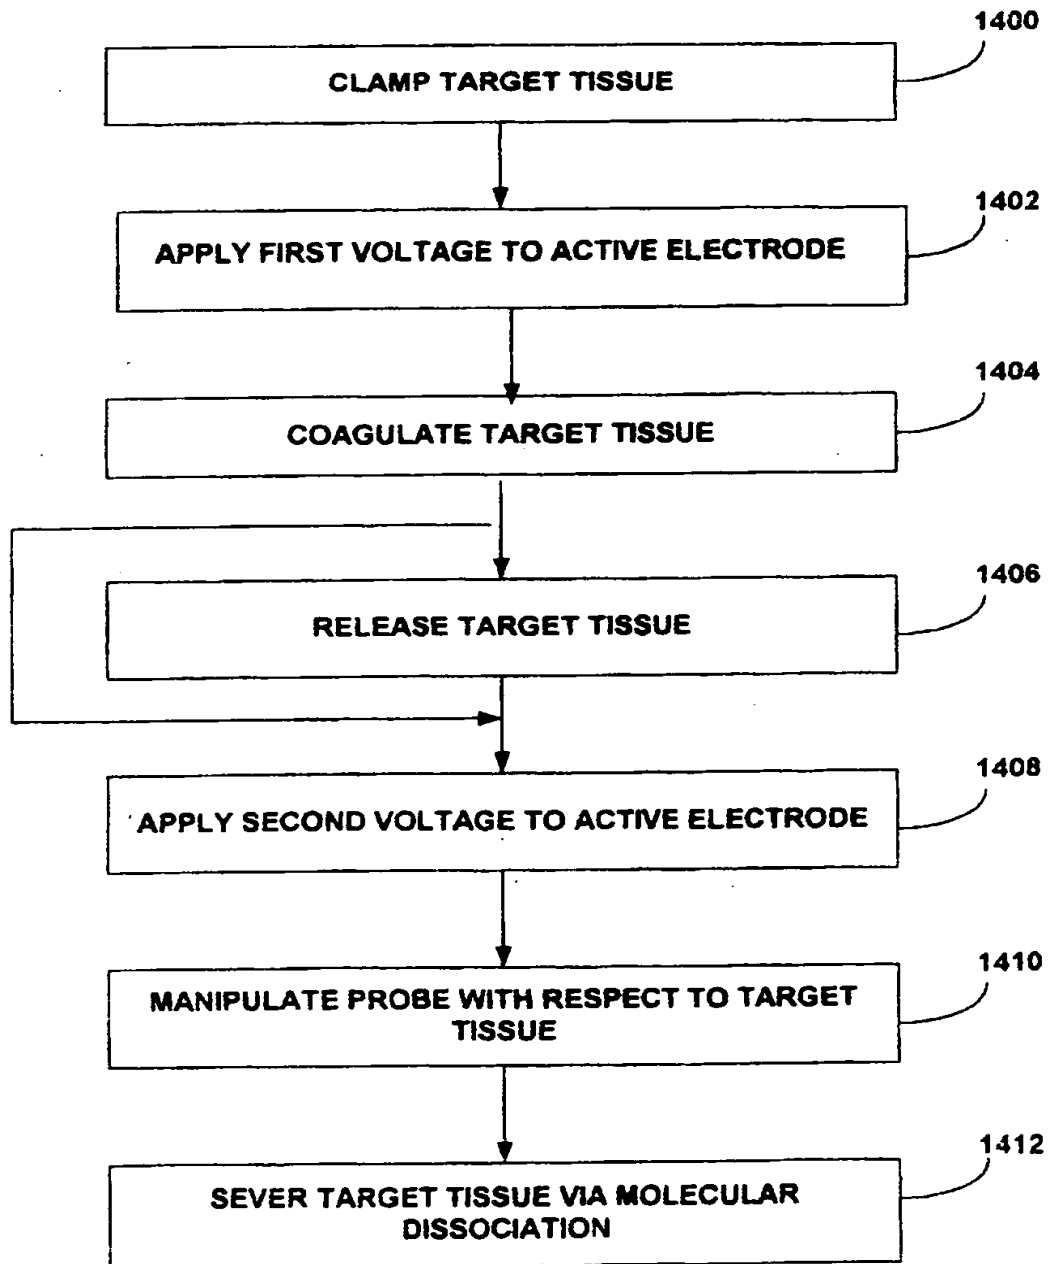 1400
CLAMP TARGET TISSUE
1402
APPLY FIRST VOLTAGE TO ACTIVE ELECTRODE
1404
COAGULATE TARGET TISSUE
1406
RELEASE TARGET TISSUE
1408
APPLY SECOND VOLTAGE TO ACTIVE ELECTRODE
1410
MANIPULATE PROBE WITH RESPECT TO TARGET
TISSUE
1412
SEVER TARGET TISSUE VIA MOLECULAR
DISSOCIATION